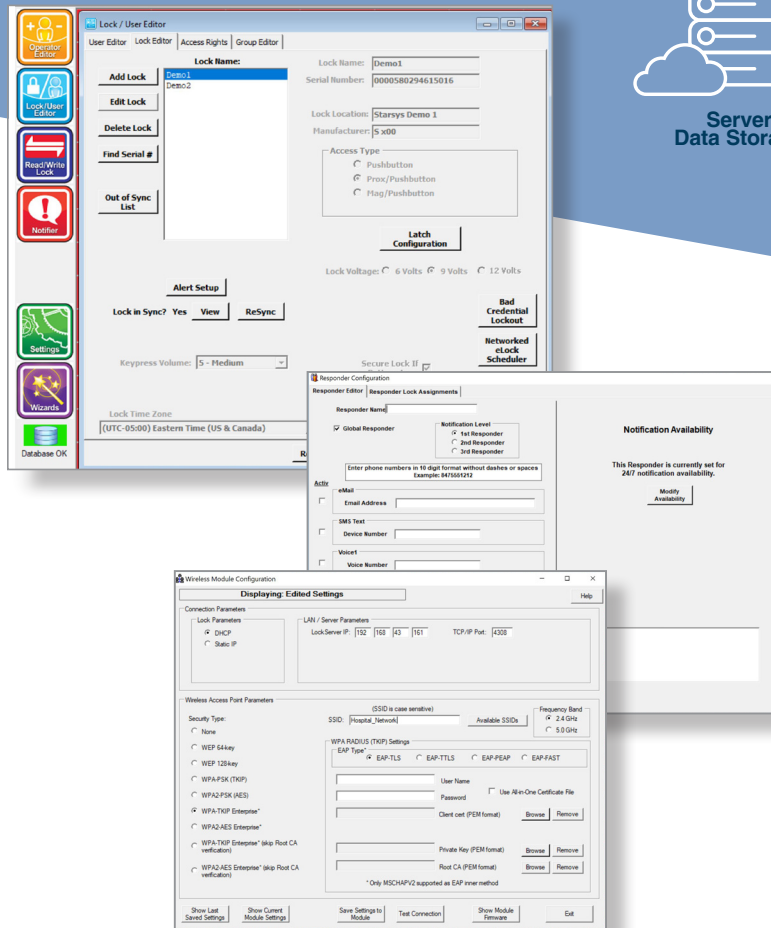 Operator
Editor
Lock/User
Editor
Read/Write
Lock
Notifier
Settings
Wizards
Database OK
Lock / User Editor
User Editor Lock Editor Access Rights Group Editor
Lock Name:
Demo1
Demo2
Add Lock
Edit Lock
Delete Lock
Find Serial #
Out of Sync
List
Lock Name: Demo1
Serial Number: 0000580294615016
Lock Location: Starsys Demo 1
Manufacturer: S x00
Access Type
Pushbutton
Prox/Pushbutton
Mag/Pushbutton
Latch
Configuration
Lock Voltage: 6 Volts 9 Volts 12 Volts
Alert Setup
Lock in Sync? Yes View ReSync
Bad
Credential
Lockout
Networked
eLock
Scheduler
Keypress Volume: 5 - Medium
Secure Lock If
Lock Time Zone
(UTC-05:00) Eastern Time (US & Canada)
Server
Data Stora
Responder Configuration
Responder Editor Responder Lock Assignments
Responder Name
Global Responder
Notification Level
1st Responder
2nd Responder
3rd Responder
Enter phone numbers in 10 digit format without dashes or spaces
Example: 8475551212
Activ
eMail
Email Address
SMS Text
Device Number
Voice1
Voice Number
Notification Availability
This Responder is currently set for
24/7 notification availability.
Modify
Availability
Wireless Module Configuration
Displaying: Edited Settings
Help
Connection Parameters
Lock Parameters
DHCP
Static IP
LAN / Server Parameters
LockServer IP: 192 168 43 161 TCP/IP Port: 4308
Wireless Access Point Parameters
Security Type:
None
WEP 64-key
WEP 128-key
WPA-PSK (TKIP)
WPA2-PSK (AES)
WPA-TKIP Enterprise*
WPA2-AES Enterprise*
WPA-TKIP Enterprise* (skip Root CA
verification)
WPA2-AES Enterprise* (skip Root CA
verification)
(SSID is case sensitive)
SSID: Hospital_Network Available SSIDs
Frequency Band
2.4 GHz
5.0 GHz
WPA RADIUS (TKIP) Settings
EAP Type*
EAP-TLS EAP-TTLS EAP-PEAP EAP-FAST
User Name
Password Use All-in-One Certificate File
Client cert (PEM format) Browse Remove
Private Key (PEM format) Browse Remove
Root CA (PEM format) Browse Remove
* Only MSCHAPV2 supported as EAP inner method
Show Last
Saved Settings
Show Current
Module Settings
Save Settings to
Module
Test Connection
Show Module
Firmware
Exit